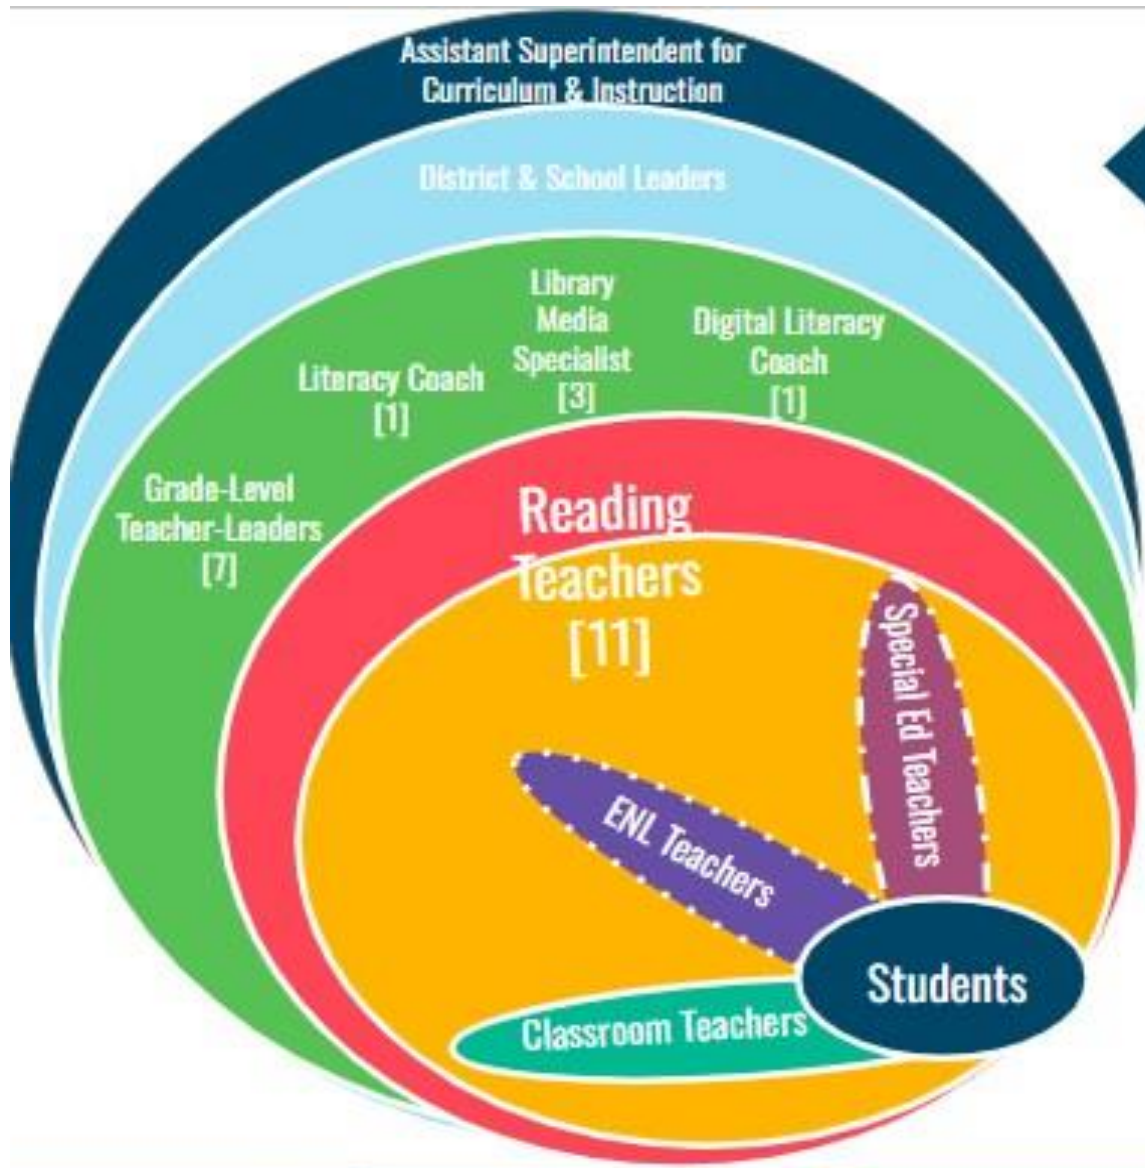 Assistant Superintendent for
Curriculum & Instruction
District & School Leaders
Library
Media
Specialist
[3]
Digital Literacy
Coach
[1]
Literacy Coach
[1]
Grade-Level
Teacher-Leaders
[7]
Reading
Teachers
[11]
Special Ed Teachers
ENL Teachers
Students
Classroom Teachers